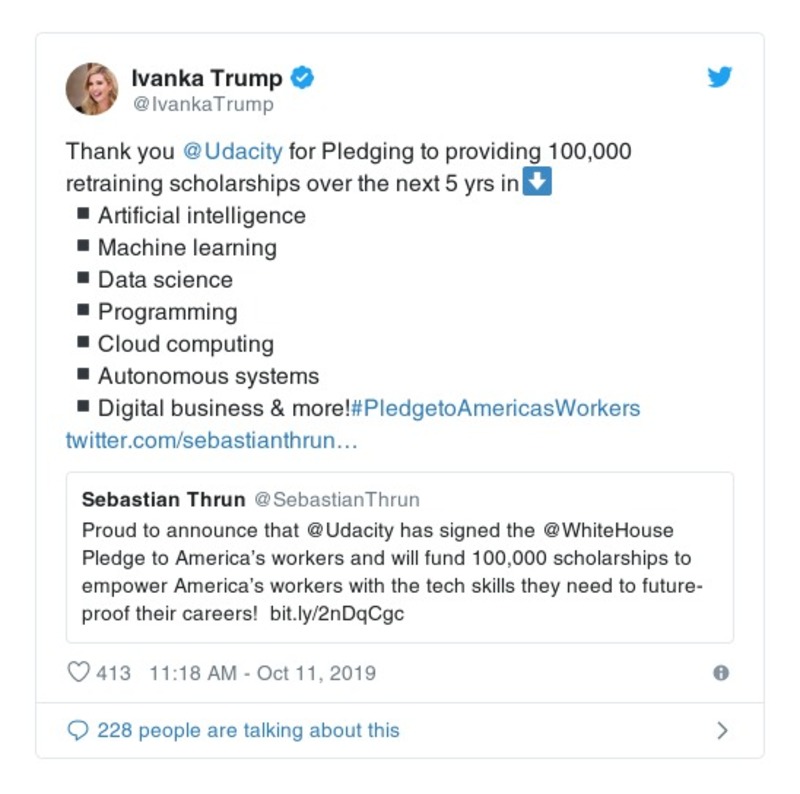 Ivanka Trump
@IvankaTrump
Thank you @Udacity for Pledging to providing 100,000
retraining scholarships over the next 5 yrs in⬇️
▪ Artificial intelligence
▪ Machine learning
▪ Data science
▪ Programming
▪ Cloud computing
▪ Autonomous systems
▪ Digital business & more!#PledgetoAmericasWorkers
twitter.com/sebastianthrun…
Sebastian Thrun @SebastianThrun
Proud to announce that @Udacity has signed the @WhiteHouse
Pledge to America’s workers and will fund 100,000 scholarships to
empower America’s workers with the tech skills they need to future-
proof their careers!  bit.ly/2nDqCgc
413 11:18 AM - Oct 11, 2019
228 people are talking about this